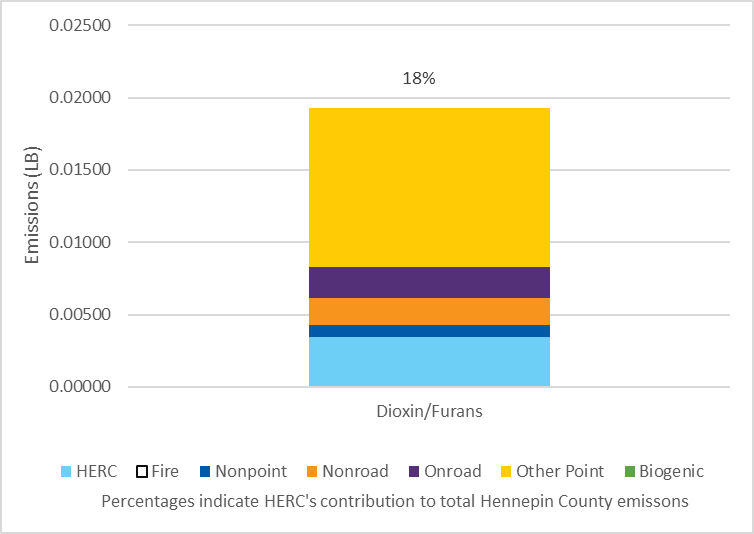 0.02500
18%
0.02000
0.01500
0.01000
0.00500
0.00000
Emissions (LB)
Dioxin/Furans
HERC Fire Nonpoint Nonroad Onroad Other Point Biogenic
Percentages indicate HERC's contribution to total Hennepin County emissons